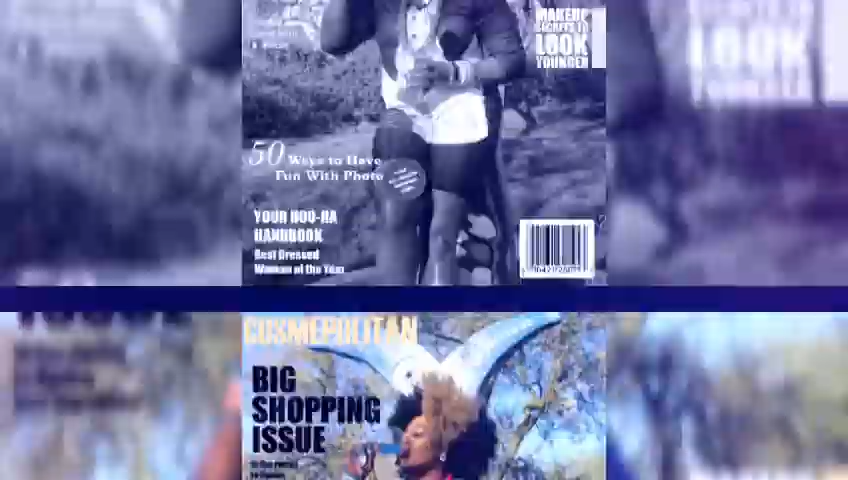 MAKEUP
SECRETS TO
LOOK
YOUNGER
50 Ways to Have
Fun With Photo
YOUR HOO-HA
HANDBOOK
Best Dressed
Woman of the Year
COSMEPOLITAN
BIG
SHOPPING
ISSUE